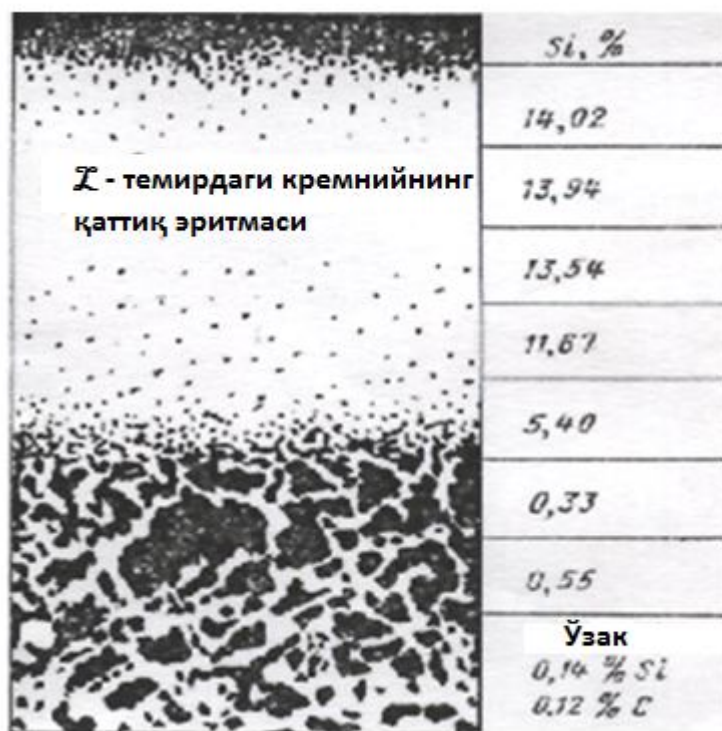 Si, %
14,02
ℒ - темирдаги кремнийнинг
қаттиқ эритмаси
13,94
13,54
11,67
5,40
0,33
0,55
Ўзак
0,14 % Si
0,12 % C